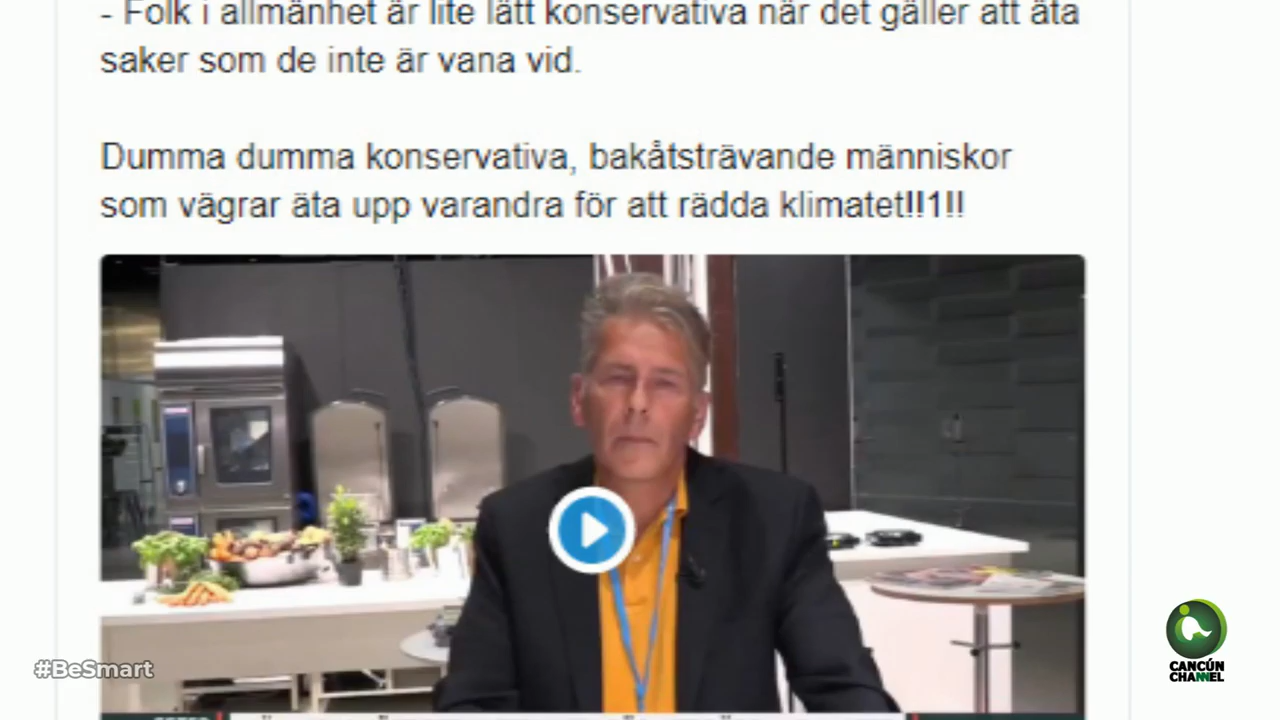 - Folk i allmänhet är lite lätt konservativa när det gäller att äta
saker som de inte är vana vid.
Dumma dumma konservativa, bakåtsträvande människor
som vägrar äta upp varandra för att rädda klimatet!!1!!
#BeSmart
CANCÚN
CHANNEL